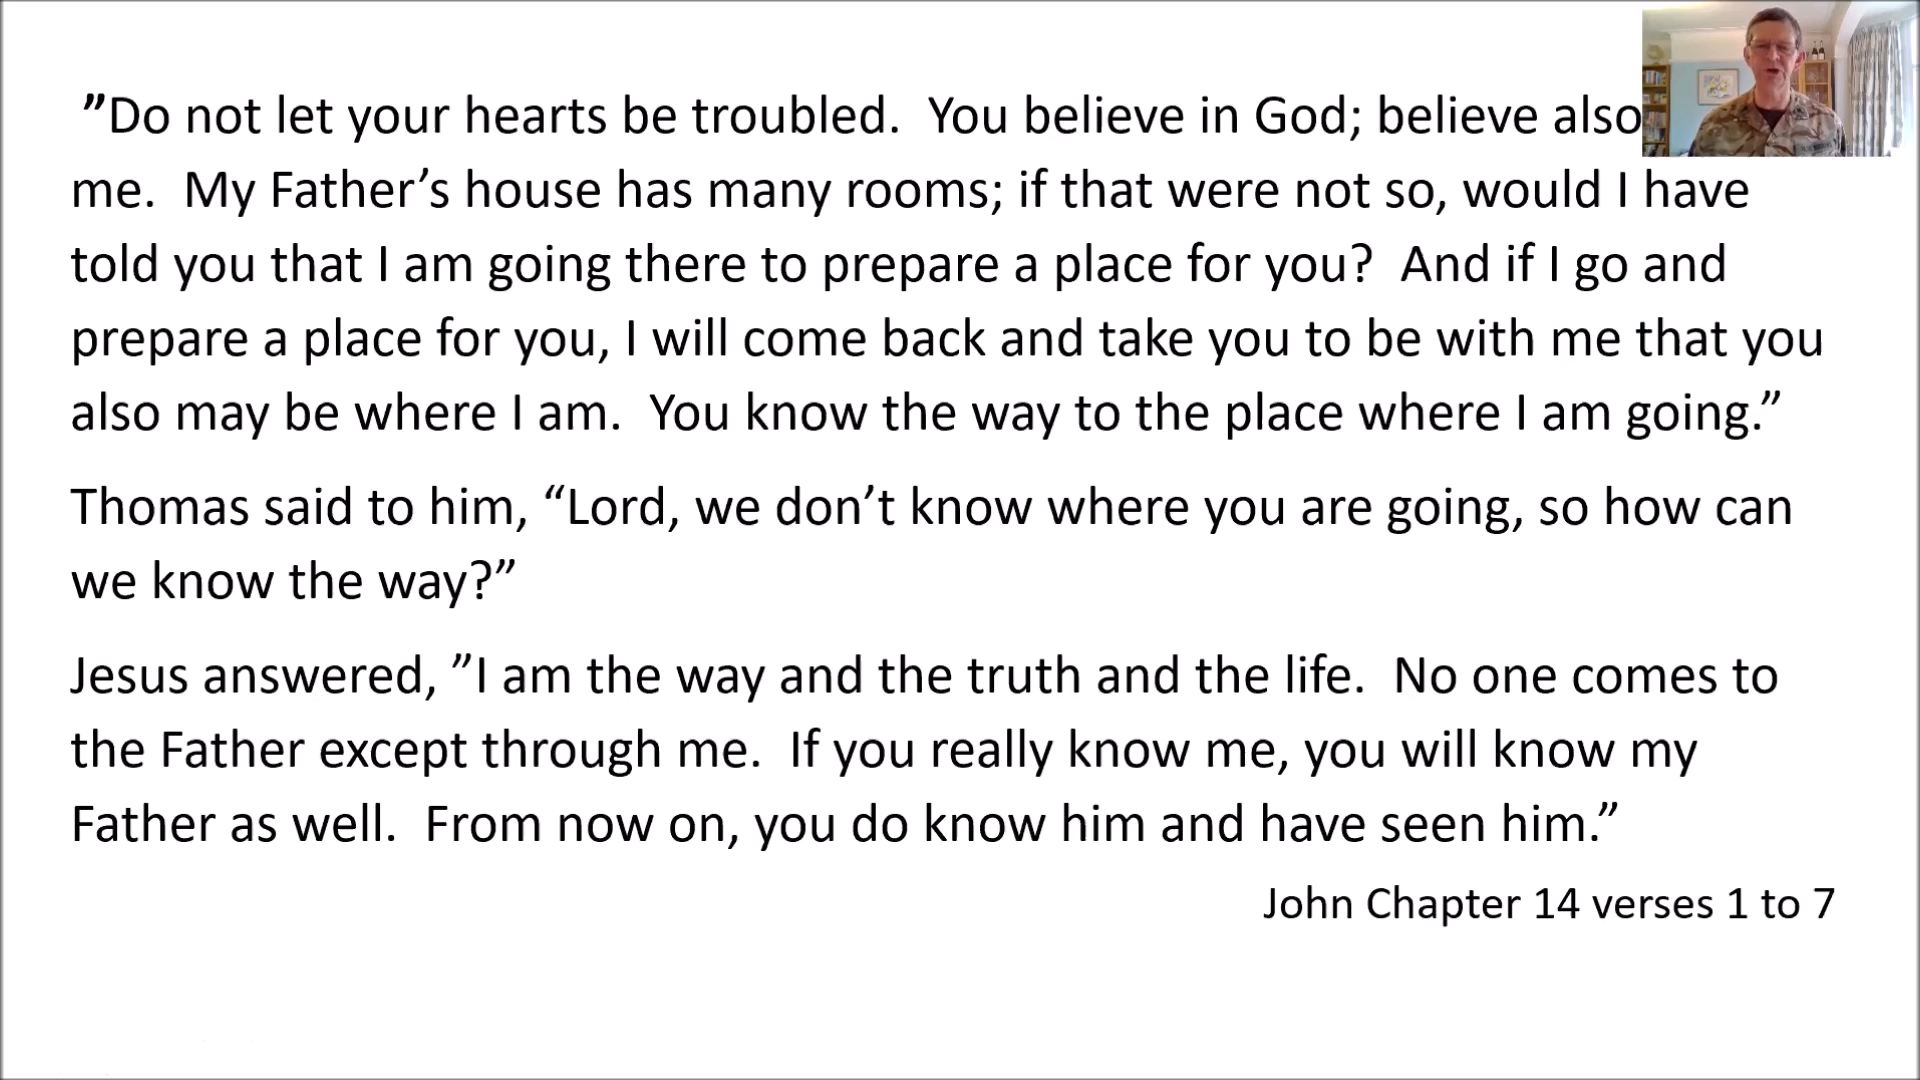 ”Do not let your hearts be troubled.  You believe in God; believe also
me.  My Father’s house has many rooms; if that were not so, would I have
told you that I am going there to prepare a place for you?  And if I go and
prepare a place for you, I will come back and take you to be with me that you
also may be where I am.  You know the way to the place where I am going.”
Thomas said to him, “Lord, we don’t know where you are going, so how can
we know the way?”
Jesus answered, ”I am the way and the truth and the life.  No one comes to
the Father except through me.  If you really know me, you will know my
Father as well.  From now on, you do know him and have seen him.”
John Chapter 14 verses 1 to 7